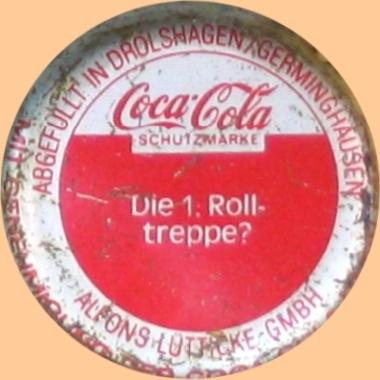 ABGEFÜLLT IN DROLSHAGEN/GERMINGHAUSEN
Coca-Cola
SCHUTZMARKE
Die 1. Roll-
treppe?
ALFONS LÜTTICKE GMBH